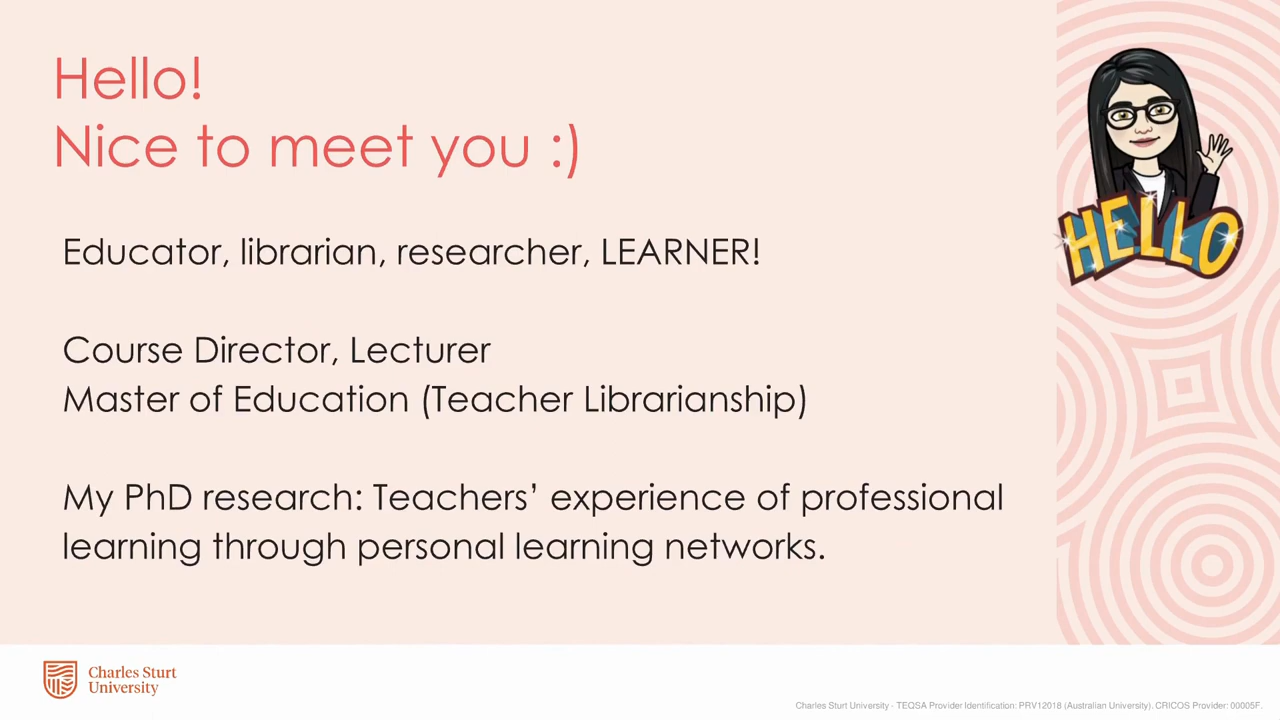 Hello!
Nice to meet you :)
HELLO
Educator, librarian, researcher, LEARNER!
Course Director, Lecturer
Master of Education (Teacher Librarianship)
My PhD research: Teachers’ experience of professional
learning through personal learning networks.
Charles Sturt
University
Charles Sturt University - TEQSA Provider Identification: PRV12018 (Australian University). CRICOS Provider: 00005F.